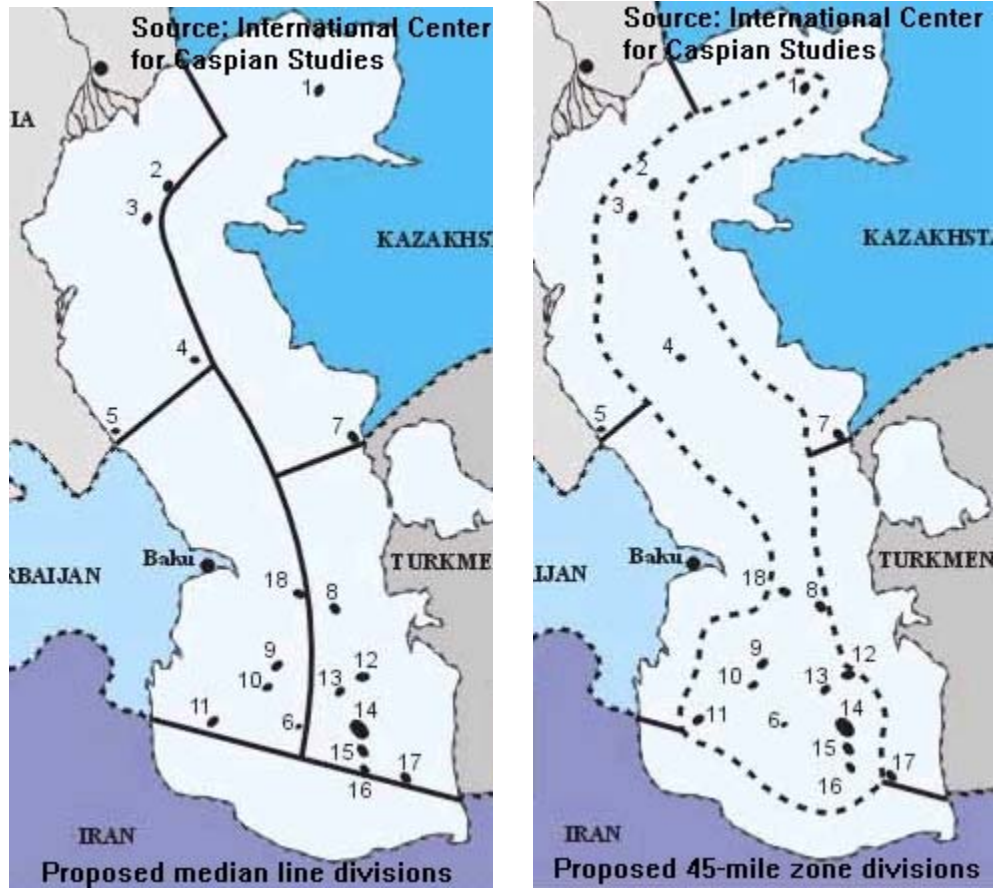 Source: International Center
for Caspian Studies
1
IA
2
3
KAZAKHST
4
5
7
Baku
TURKME
RBAIJAN
18
8
9
12
10
13
11
6
14
15
17
16
IRAN
Proposed median line divisions
Source: International Center
for Caspian Studies
1
2
3
KAZAKHSTA
4
5
7
Baku
TURKMEN
IJAN
18
8
9
12
10
13
11
6
14
15
17
16
IRAN
Proposed 45-mile zone divisions